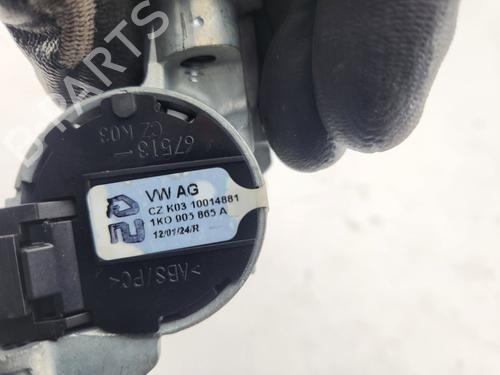 67513-
CZ K03
VW AG
CZ K03 10014881
1K0 905 865 A
12/01/24/R
>ABS/PC<